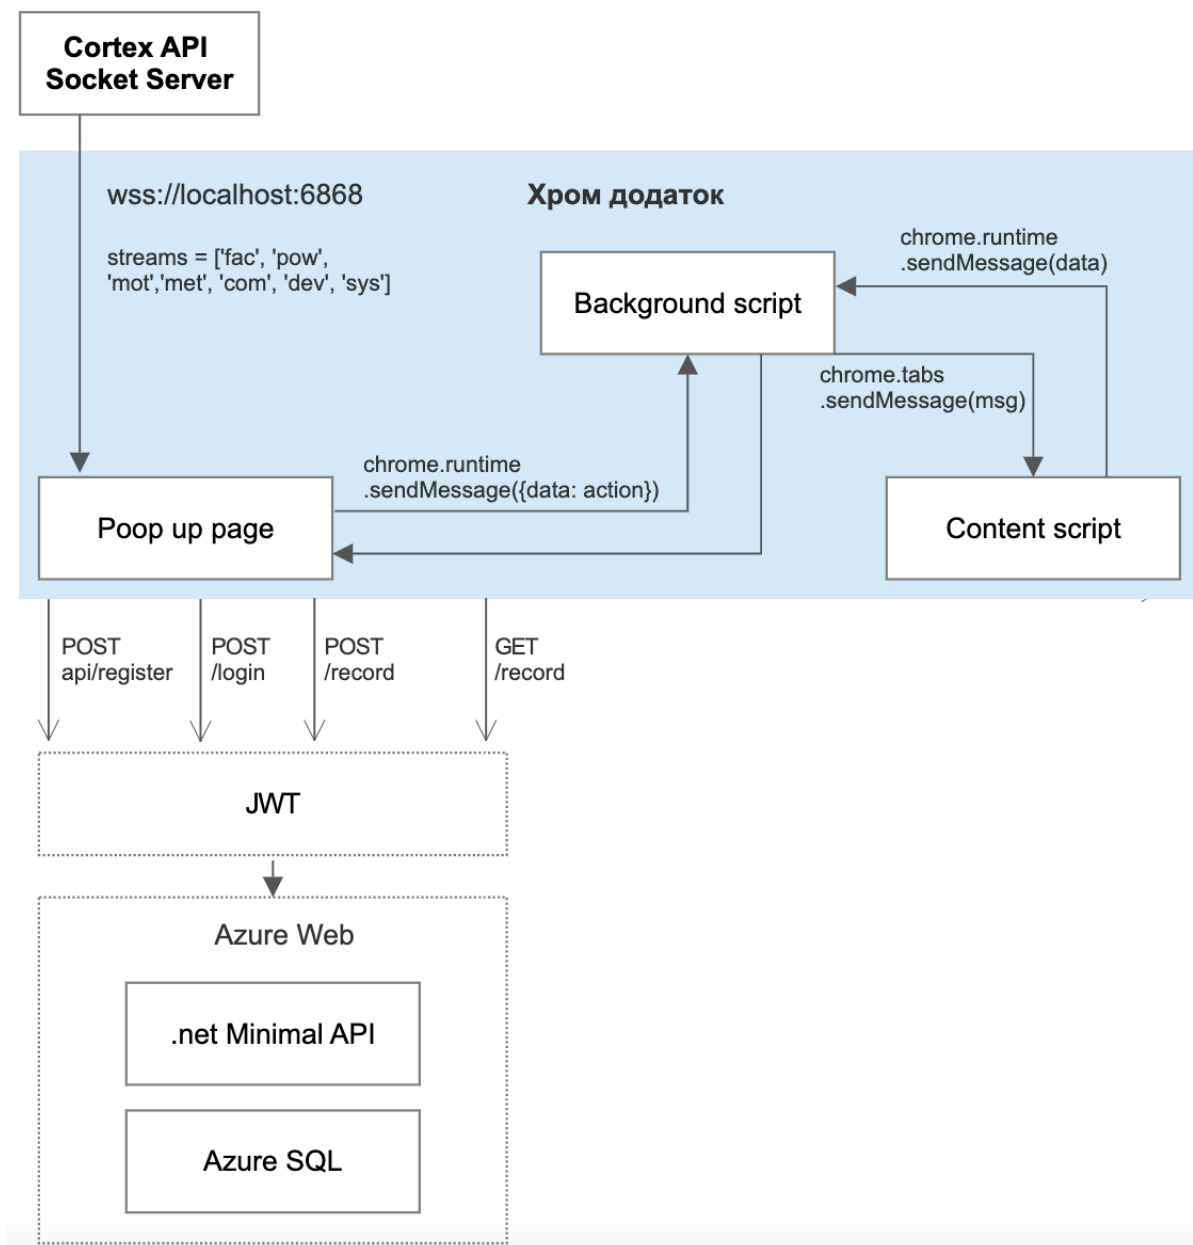 Cortex API
Socket Server
wss://localhost:6868
Хром додаток
streams = ['fac', 'pow',
'mot','met', 'com', 'dev', 'sys']
chrome.runtime
.sendMessage(data)
Background script
chrome.tabs
.sendMessage(msg)
chrome.runtime
.sendMessage({data: action})
Poop up page
Content script
POST
api/register
POST
/login
POST
/record
GET
/record
JWT
Azure Web
.net Minimal API
Azure SQL